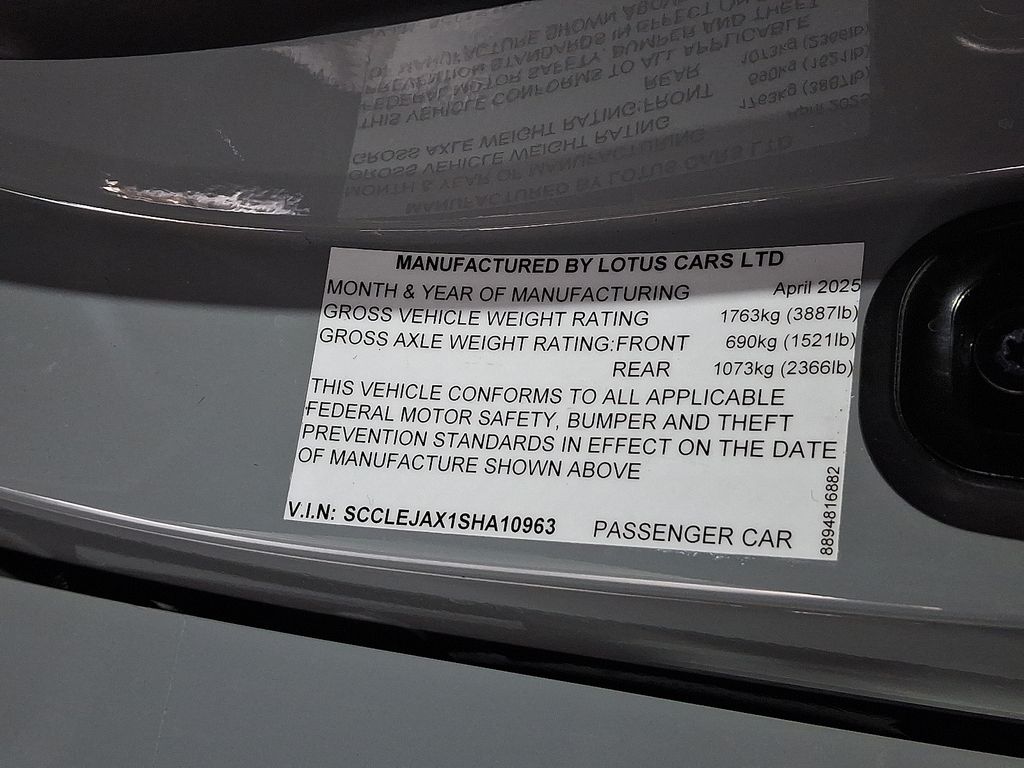 MANUFACTURED BY LOTUS CARS LTD
MONTH & YEAR OF MANUFACTURING April 2025
GROSS VEHICLE WEIGHT RATING 1763kg (3887lb)
GROSS AXLE WEIGHT RATING:FRONT 690kg (1521lb)
REAR 1073kg (2366lb)
THIS VEHICLE CONFORMS TO ALL APPLICABLE
FEDERAL MOTOR SAFETY, BUMPER AND THEFT
PREVENTION STANDARDS IN EFFECT ON THE DATE
OF MANUFACTURE SHOWN ABOVE
V.I.N: SCCLEJAX1SHA10963 PASSENGER CAR
8894816882